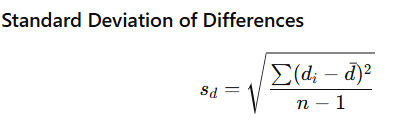 Standard Deviation of Differences
s_d = √(∑(d_i − d̄)² / (n − 1))